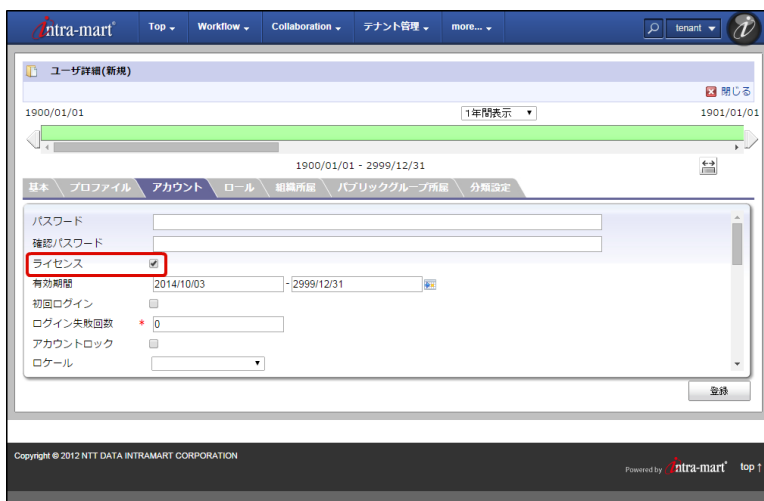 intra-mart Top Workflow Collaboration テナント管理 more... tenant
ユーザ詳細(新規)
閉じる
1900/01/01 1年間表示 1901/01/01
1900/01/01 - 2999/12/31
基本 プロファイル アカウント ロール 組織所属 パブリックグループ所属 分類設定
パスワード
確認パスワード
ライセンス
有効期間 2014/10/03 - 2999/12/31
初回ログイン
ログイン失敗回数 * 0
アカウントロック
ロケール
登録
Copyright © 2012 NTT DATA INTRAMART CORPORATION
Powered by intra-mart top ↑